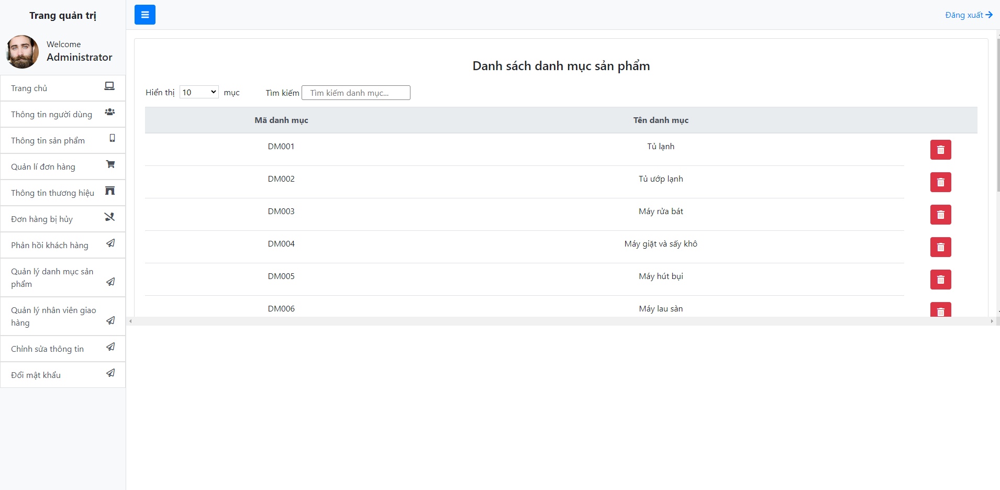 Trang quản trị
Đăng xuất
Welcome
Administrator
Trang chủ
Thông tin người dùng
Thông tin sản phẩm
Quản lí đơn hàng
Thông tin thương hiệu
Đơn hàng bị hủy
Phản hồi khách hàng
Quản lý danh mục sản
phẩm
Quản lý nhân viên giao
hàng
Chỉnh sửa thông tin
Đổi mật khẩu
Danh sách danh mục sản phẩm
Hiển thị 10 mục Tìm kiếm Tìm kiếm danh mục...
Mã danh mục Tên danh mục
DM001 Tủ lạnh
DM002 Tủ ướp lạnh
DM003 Máy rửa bát
DM004 Máy giặt và sấy khô
DM005 Máy hút bụi
DM006 Máy lau sàn